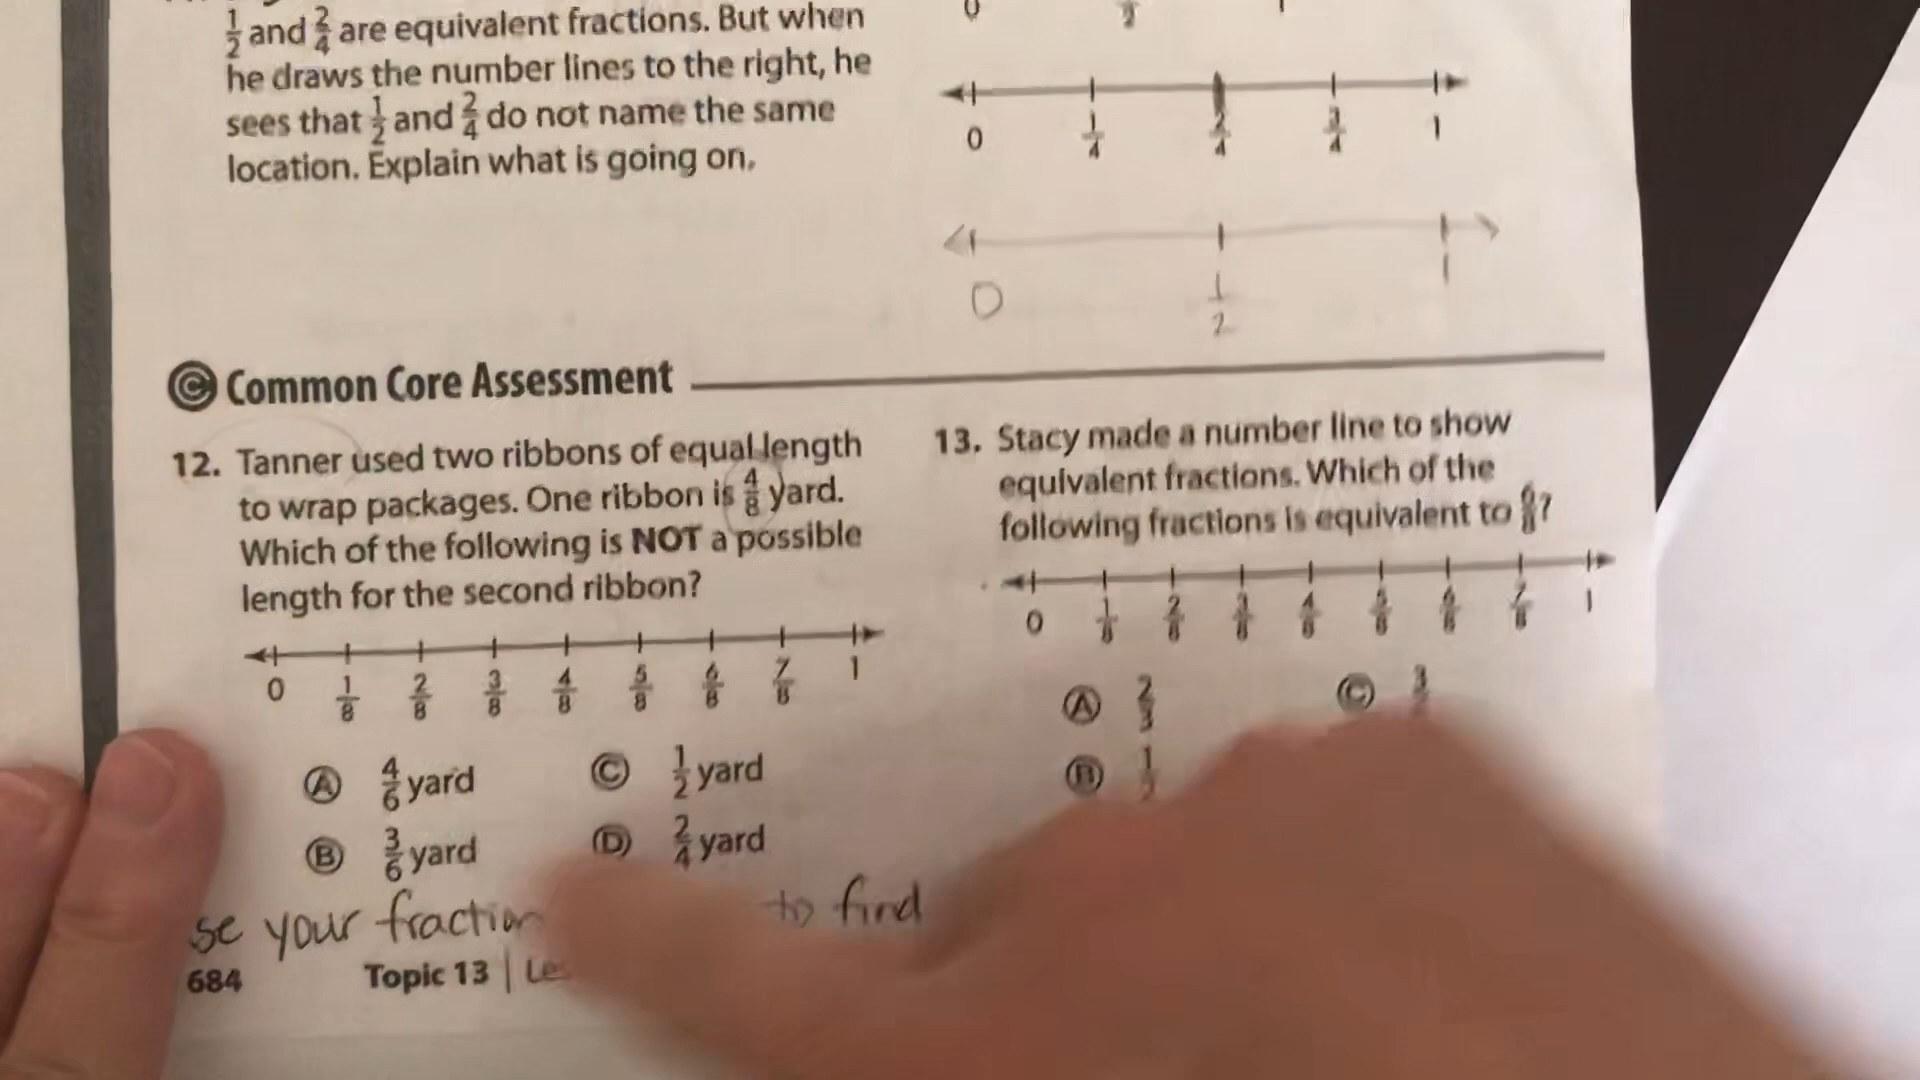 1/2 and 2/4 are equivalent fractions. But when
he draws the number lines to the right, he
sees that 1/2 and 2/4 do not name the same
location. Explain what is going on.
0 1/4 2/4 3/4 1
0 1/2 1
© Common Core Assessment
12. Tanner used two ribbons of equal length
to wrap packages. One ribbon is 4/8 yard.
Which of the following is NOT a possible
length for the second ribbon?
0 1/8 2/8 3/8 4/8 5/8 6/8 7/8 1
Ⓐ 4/6 yard
Ⓑ 3/6 yard
Ⓒ 1/2 yard
Ⓓ 2/4 yard
13. Stacy made a number line to show
equivalent fractions. Which of the
following fractions is equivalent to 6/8?
0 1/8 2/8 3/8 4/8 5/8 6/8 7/8 1
Ⓐ 2/3
Ⓑ 1/2
Ⓒ
se your fraction to find
684 Topic 13 |